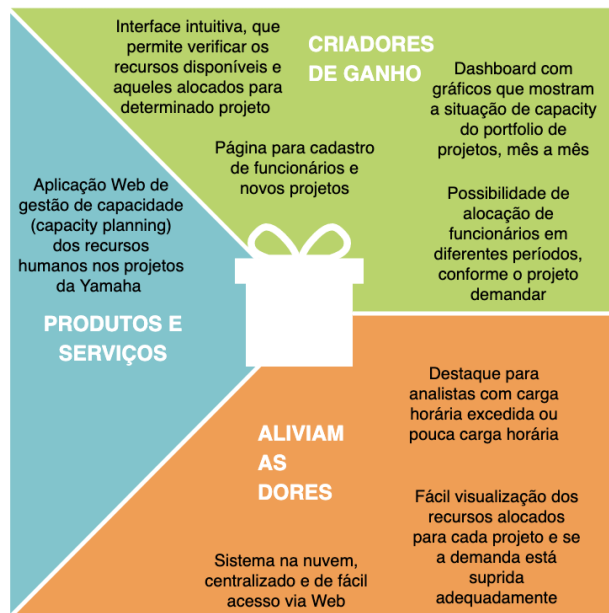 Interface intuitiva, que
permite verificar os
recursos disponíveis e
aqueles alocados para
determinado projeto
CRIADORES
DE GANHO
Dashboard com
gráficos que mostram
a situação de capacity
do portfolio de
projetos, mês a mês
Página para cadastro
de funcionários e
novos projetos
Possibilidade de
alocação de
funcionários em
diferentes períodos,
conforme o projeto
demandar
Aplicação Web de
gestão de capacidade
(capacity planning)
dos recursos
humanos nos projetos
da Yamaha
PRODUTOS E
SERVIÇOS
Destaque para
analistas com carga
horária excedida ou
pouca carga horária
ALIVIAM
AS
DORES
Fácil visualização dos
recursos alocados
para cada projeto e se
a demanda está
suprida
adequadamente
Sistema na nuvem,
centralizado e de fácil
acesso via Web